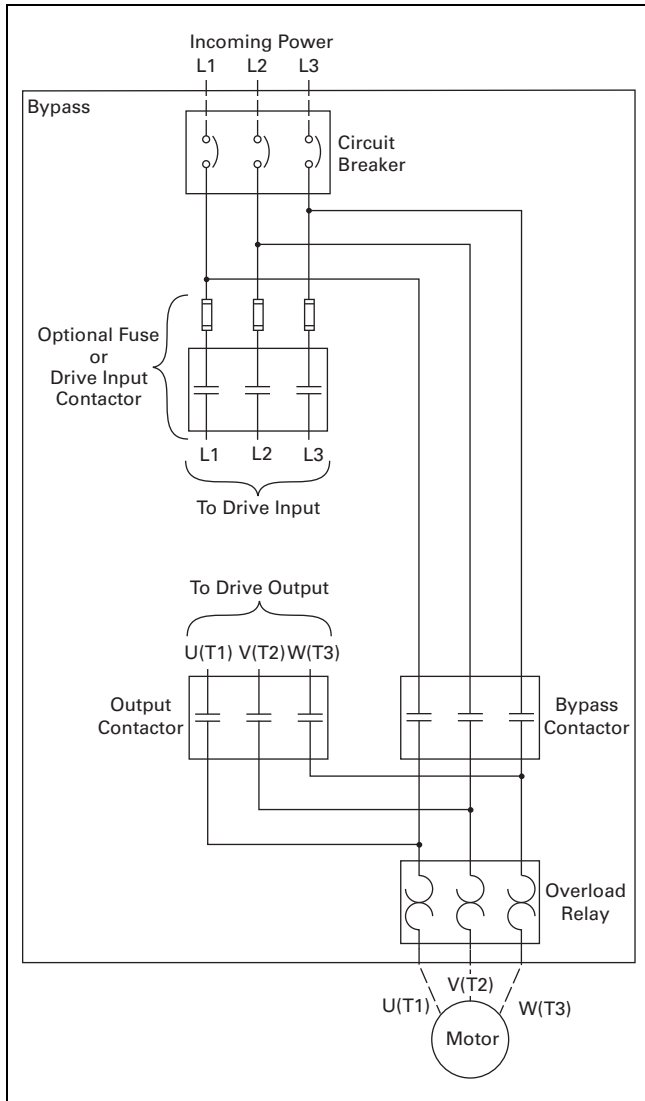 Incoming Power
L1 L2 L3
Bypass
Circuit
Breaker
Optional Fuse
or
Drive Input
Contactor
L1 L2 L3
To Drive Input
To Drive Output
U(T1) V(T2) W(T3)
Output
Contactor
Bypass
Contactor
Overload
Relay
V(T2)
U(T1) W(T3)
Motor